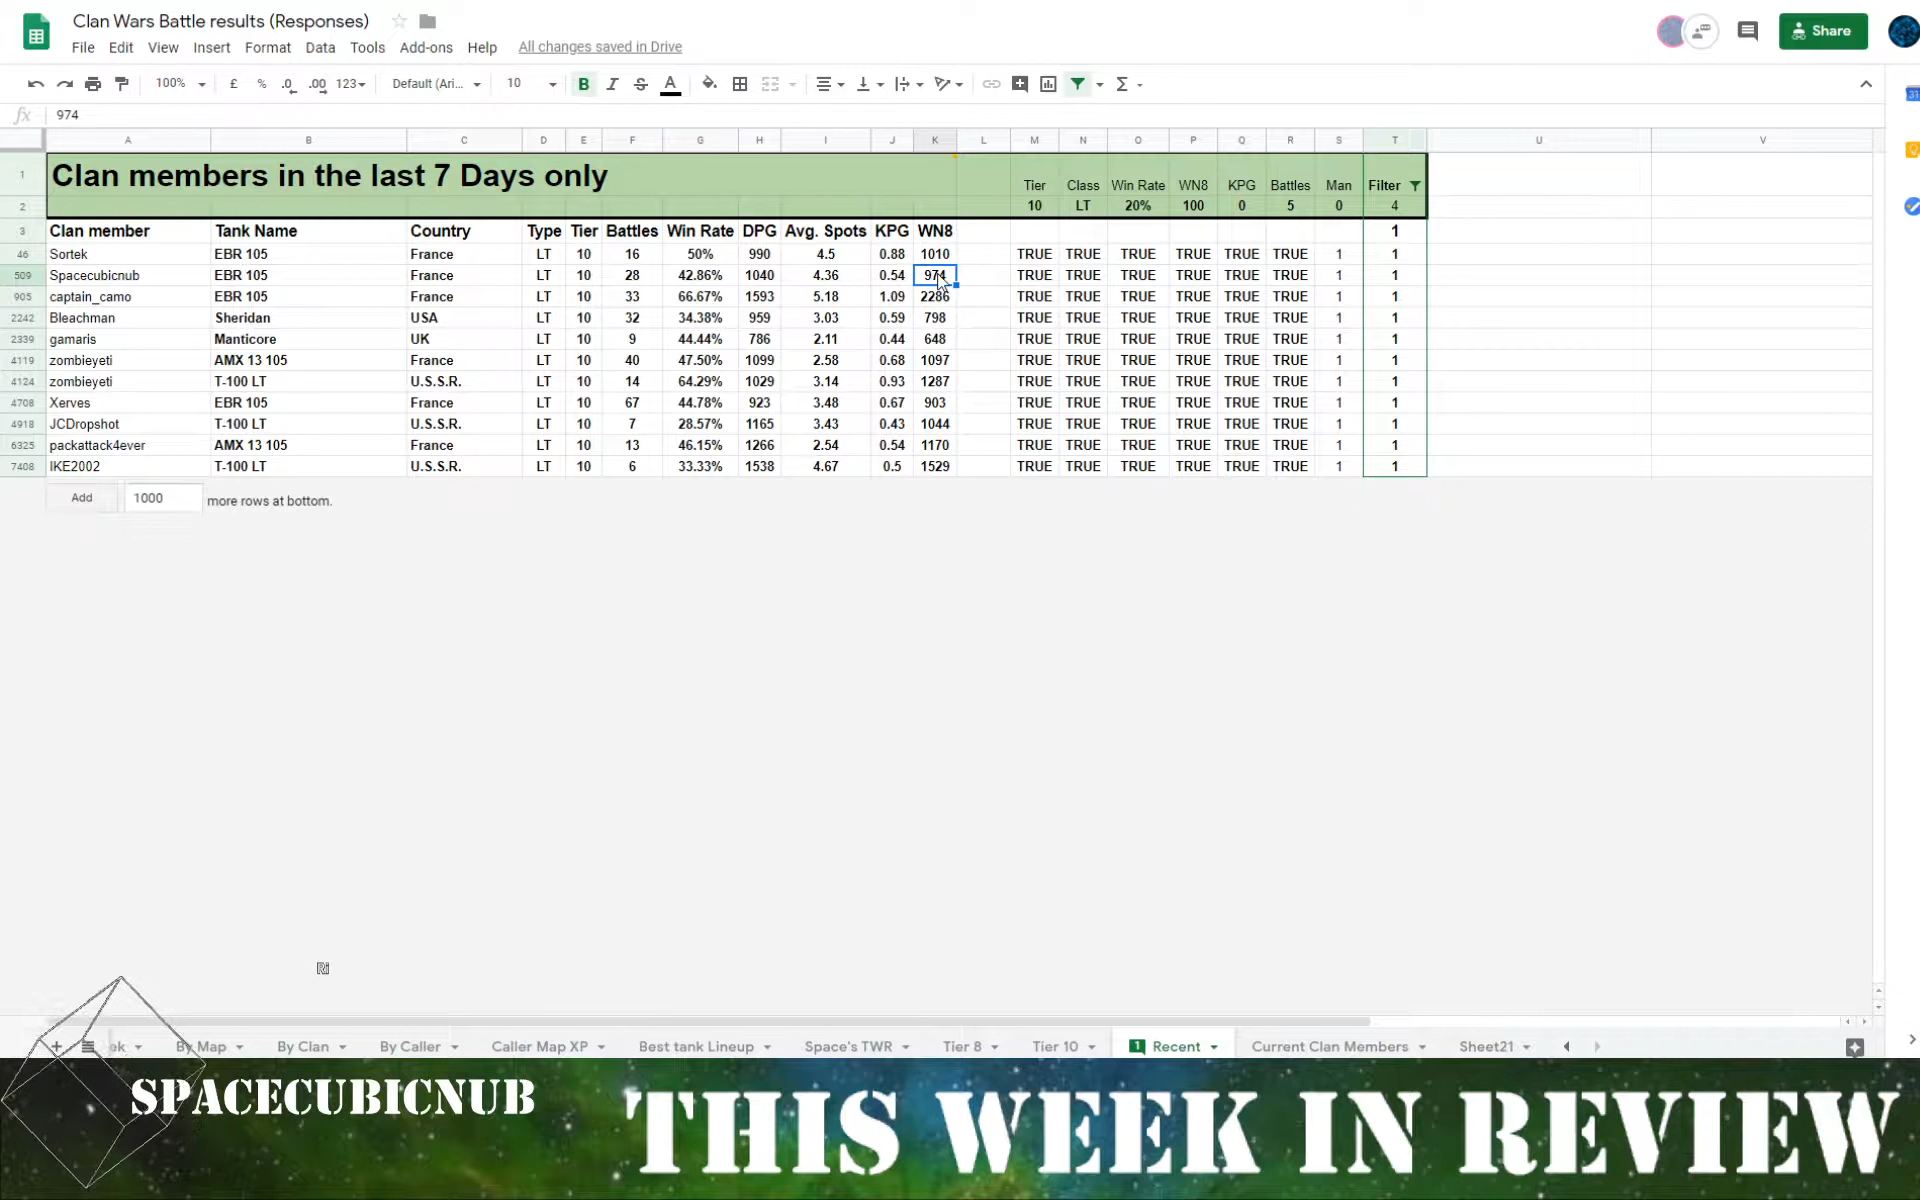 Clan Wars Battle results (Responses)
File Edit View Insert Format Data Tools Add-ons Help All changes saved in Drive
Share
100% £ % .0 .00 123 Default (Ari... 10 B I S A Σ
fx 974
A B C D E F G H I J K L M N O P Q R S T U V
1 Clan members in the last 7 Days only Tier Class Win Rate WN8 KPG Battles Man Filter
2 10 LT 20% 100 0 5 0 4
3 Clan member Tank Name Country Type Tier Battles Win Rate DPG Avg. Spots KPG WN8 1
46 Sortek EBR 105 France LT 10 16 50% 990 4.5 0.88 1010 TRUE TRUE TRUE TRUE TRUE TRUE 1 1
509 Spacecubicnub EBR 105 France LT 10 28 42.86% 1040 4.36 0.54 974 TRUE TRUE TRUE TRUE TRUE TRUE 1 1
905 captain_camo EBR 105 France LT 10 33 66.67% 1593 5.18 1.09 2286 TRUE TRUE TRUE TRUE TRUE TRUE 1 1
2242 Bleachman Sheridan USA LT 10 32 34.38% 959 3.03 0.59 798 TRUE TRUE TRUE TRUE TRUE TRUE 1 1
2339 gamaris Manticore UK LT 10 9 44.44% 786 2.11 0.44 648 TRUE TRUE TRUE TRUE TRUE TRUE 1 1
4119 zombieyeti AMX 13 105 France LT 10 40 47.50% 1099 2.58 0.68 1097 TRUE TRUE TRUE TRUE TRUE TRUE 1 1
4124 zombieyeti T-100 LT U.S.S.R. LT 10 14 64.29% 1029 3.14 0.93 1287 TRUE TRUE TRUE TRUE TRUE TRUE 1 1
4708 Xerves EBR 105 France LT 10 67 44.78% 923 3.48 0.67 903 TRUE TRUE TRUE TRUE TRUE TRUE 1 1
4918 JCDropshot T-100 LT U.S.S.R. LT 10 7 28.57% 1165 3.43 0.43 1044 TRUE TRUE TRUE TRUE TRUE TRUE 1 1
6325 packattack4ever AMX 13 105 France LT 10 13 46.15% 1266 2.54 0.54 1170 TRUE TRUE TRUE TRUE TRUE TRUE 1 1
7408 IKE2002 T-100 LT U.S.S.R. LT 10 6 33.33% 1538 4.67 0.5 1529 TRUE TRUE TRUE TRUE TRUE TRUE 1 1
Add 1000 more rows at bottom.
ek By Map By Clan By Caller Caller Map XP Best tank Lineup Space's TWR Tier 8 Tier 10 1 Recent Current Clan Members Sheet21
SPACECUBICNUB
THIS WEEK IN REVIEW